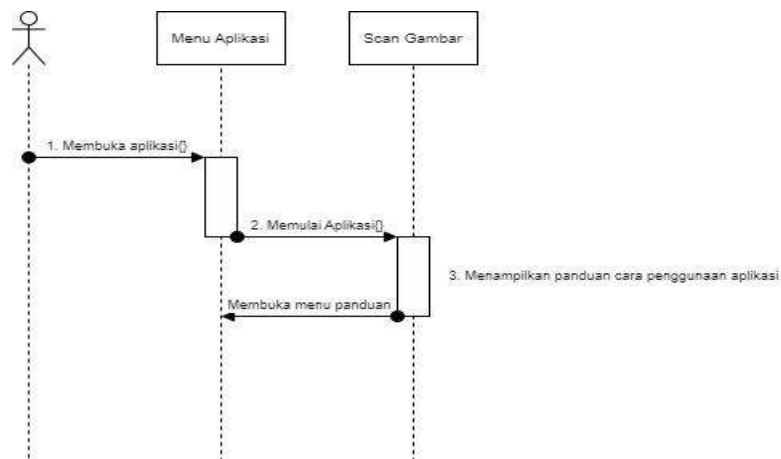 Menu Aplikasi
Scan Gambar
1. Membuka aplikasi{}
2. Memulai Aplikasi{}
3. Menampilkan panduan cara penggunaan aplikasi
Membuka menu panduan